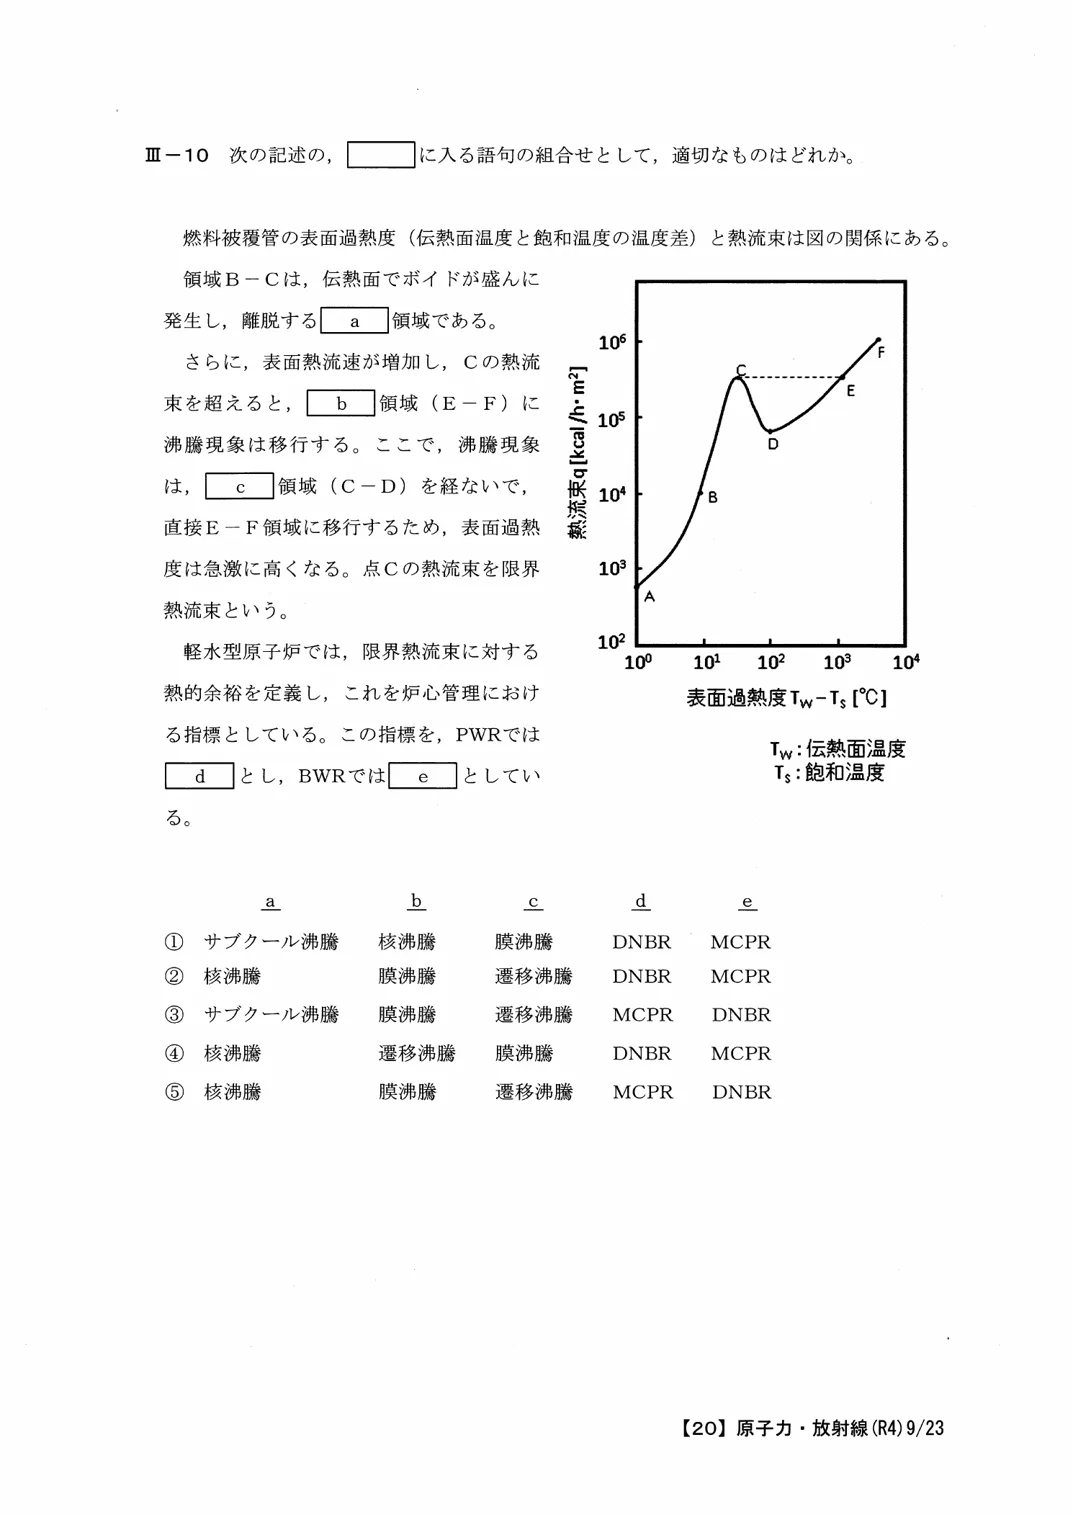 Ⅲ－10 次の記述の，　　　に入る語句の組合せとして，適切なものはどれか。
燃料被覆管の表面過熱度（伝熱面温度と飽和温度の温度差）と熱流束は図の関係にある。
領域B－Cは，伝熱面でボイドが盛んに
発生し，離脱する a 領域である。
さらに，表面熱流速が増加し，Cの熱流
束を超えると， b 領域（E－F）に
沸騰現象は移行する。ここで，沸騰現象
は， c 領域（C－D）を経ないで，
直接E－F領域に移行するため，表面過熱
度は急激に高くなる。点Cの熱流束を限界
熱流束という。
軽水型原子炉では，限界熱流束に対する
熱的余裕を定義し，これを炉心管理におけ
る指標としている。この指標を，PWRでは
d とし，BWRでは e としてい
る。
熱流束q[kcal/h・m²]
10⁶
10⁵
10⁴
10³
10²
A
B
C
D
E
F
10⁰ 10¹ 10² 10³ 10⁴
表面過熱度Tw－Ts [℃]
Tw：伝熱面温度
Ts：飽和温度
a b c d e
① サブクール沸騰 核沸騰 膜沸騰 DNBR MCPR
② 核沸騰 膜沸騰 遷移沸騰 DNBR MCPR
③ サブクール沸騰 膜沸騰 遷移沸騰 MCPR DNBR
④ 核沸騰 遷移沸騰 膜沸騰 DNBR MCPR
⑤ 核沸騰 膜沸騰 遷移沸騰 MCPR DNBR
【20】原子力・放射線(R4)9/23